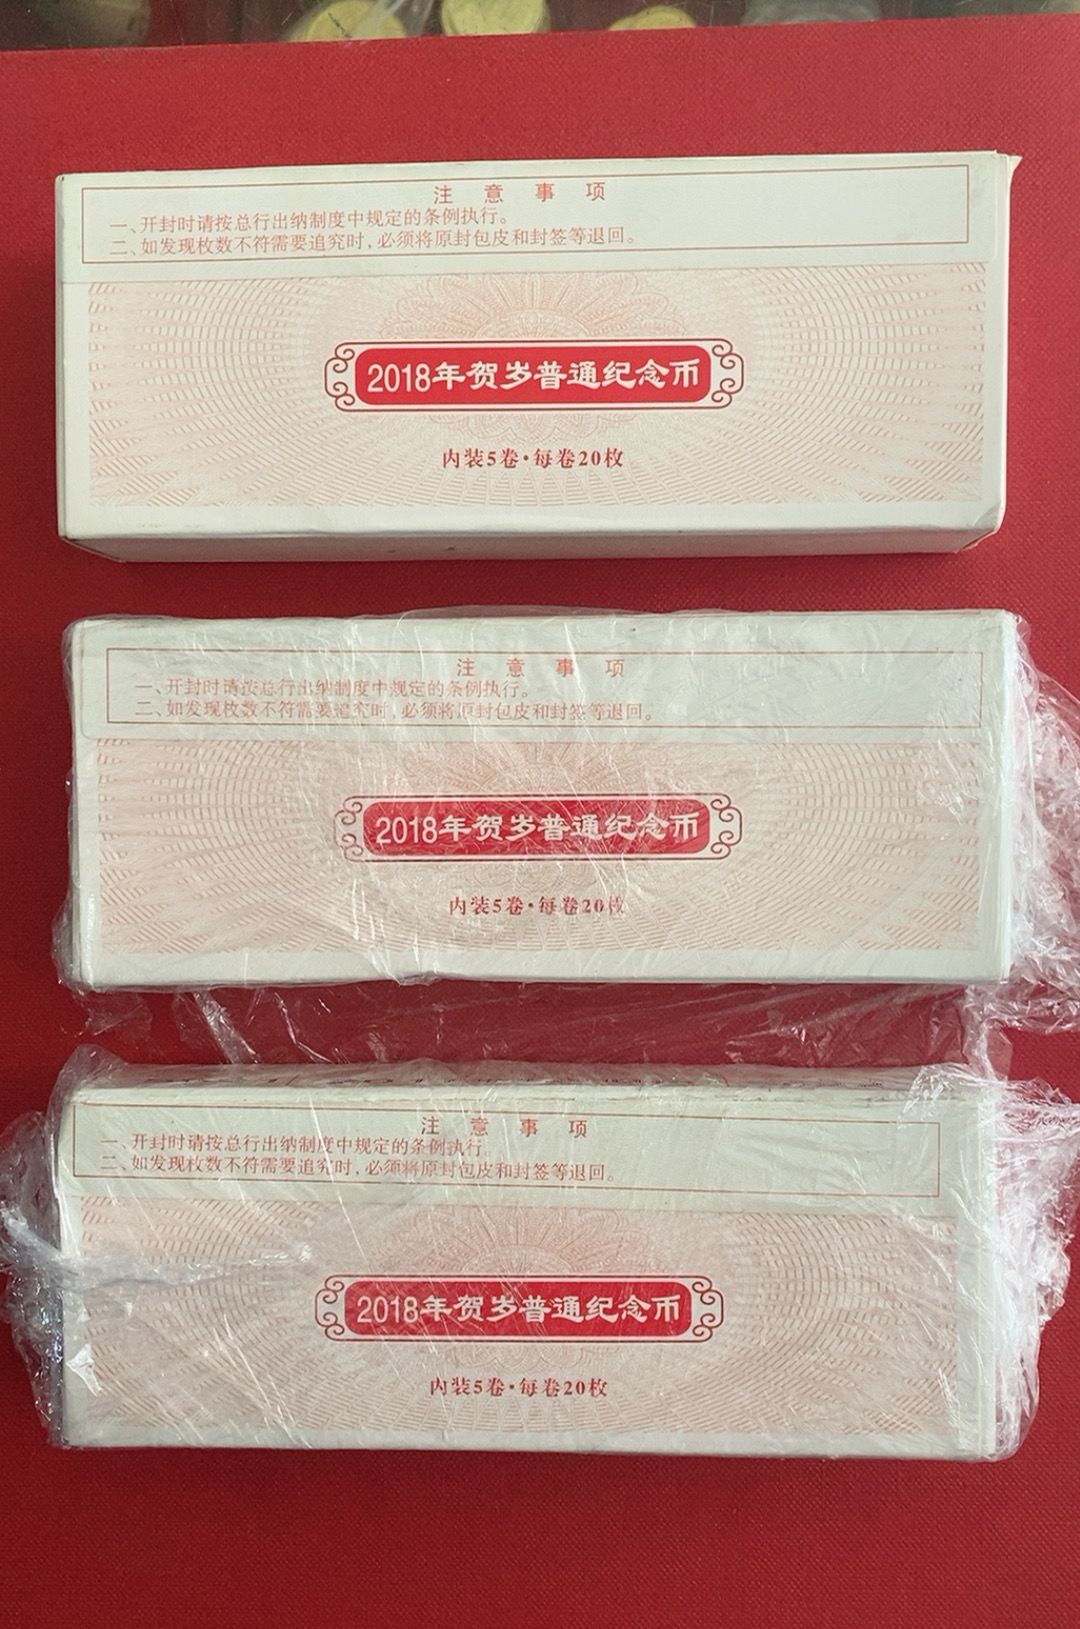 注意事项
一、开封时请按总行出纳制度中规定的条例执行。
二、如发现枚数不符需要追究时,必须将原封包皮和封签等退回。
2018年贺岁普通纪念币
内装5卷·每卷20枚
注意事项
一、开封时请按总行出纳制度中规定的条例执行。
二、如发现枚数不符需要追究时,必须将原封包皮和封签等退回。
2018年贺岁普通纪念币
内装5卷·每卷20枚
注意事项
一、开封时请按总行出纳制度中规定的条例执行。
二、如发现枚数不符需要追究时,必须将原封包皮和封签等退回。
2018年贺岁普通纪念币
内装5卷·每卷20枚